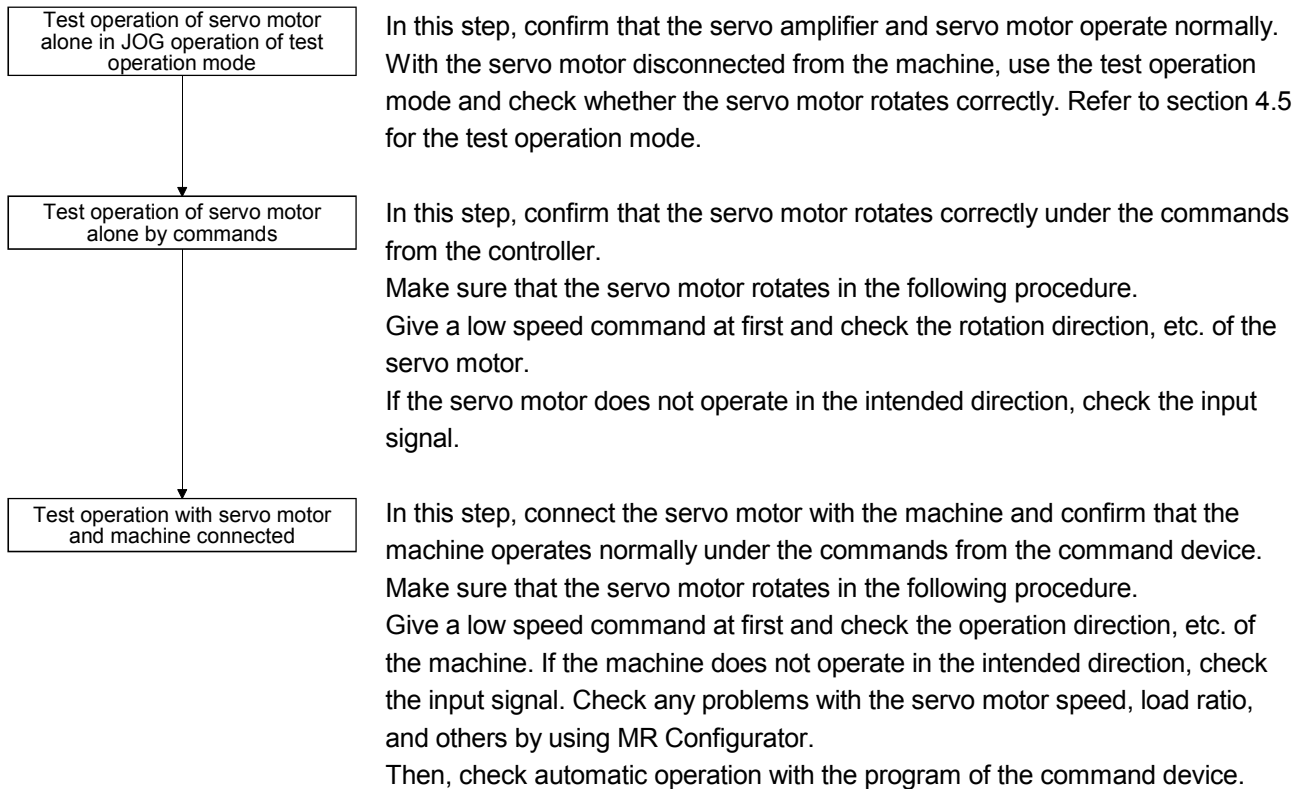 Test operation of servo motor
alone in JOG operation of test
operation mode
In this step, confirm that the servo amplifier and servo motor operate normally.
With the servo motor disconnected from the machine, use the test operation
mode and check whether the servo motor rotates correctly. Refer to section 4.5
for the test operation mode.
Test operation of servo motor
alone by commands
In this step, confirm that the servo motor rotates correctly under the commands
from the controller.
Make sure that the servo motor rotates in the following procedure.
Give a low speed command at first and check the rotation direction, etc. of the
servo motor.
If the servo motor does not operate in the intended direction, check the input
signal.
Test operation with servo motor
and machine connected
In this step, connect the servo motor with the machine and confirm that the
machine operates normally under the commands from the command device.
Make sure that the servo motor rotates in the following procedure.
Give a low speed command at first and check the operation direction, etc. of
the machine. If the machine does not operate in the intended direction, check
the input signal. Check any problems with the servo motor speed, load ratio,
and others by using MR Configurator.
Then, check automatic operation with the program of the command device.